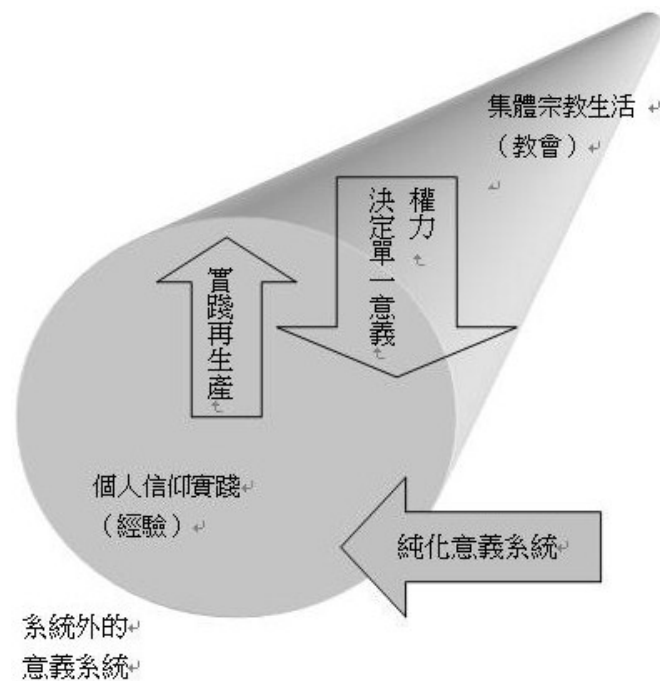 集體宗教生活
（教會）
權力
決定單一意義
實踐再生產
個人信仰實踐
（經驗）
純化意義系統
系統外的
意義系統